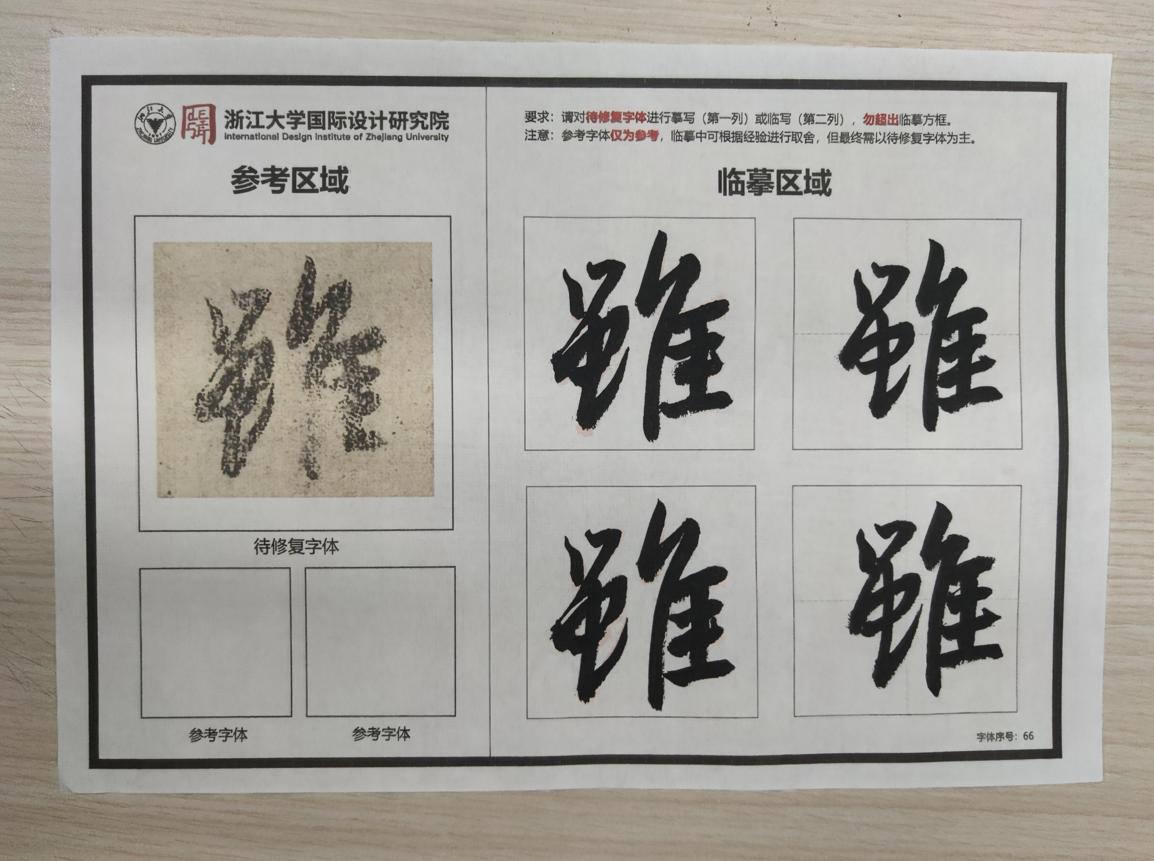 浙江大学国际设计研究院
International Design Institute of Zhejiang University
要求：请对待修复字体进行摹写（第一列）或临写（第二列），勿超出临摹方框。
注意：参考字体仅为参考，临摹中可根据经验进行取舍，但最终需以待修复字体为主。
参考区域
临摹区域
雖
雖 雖
雖 雖
待修复字体
参考字体 参考字体
字体序号：66